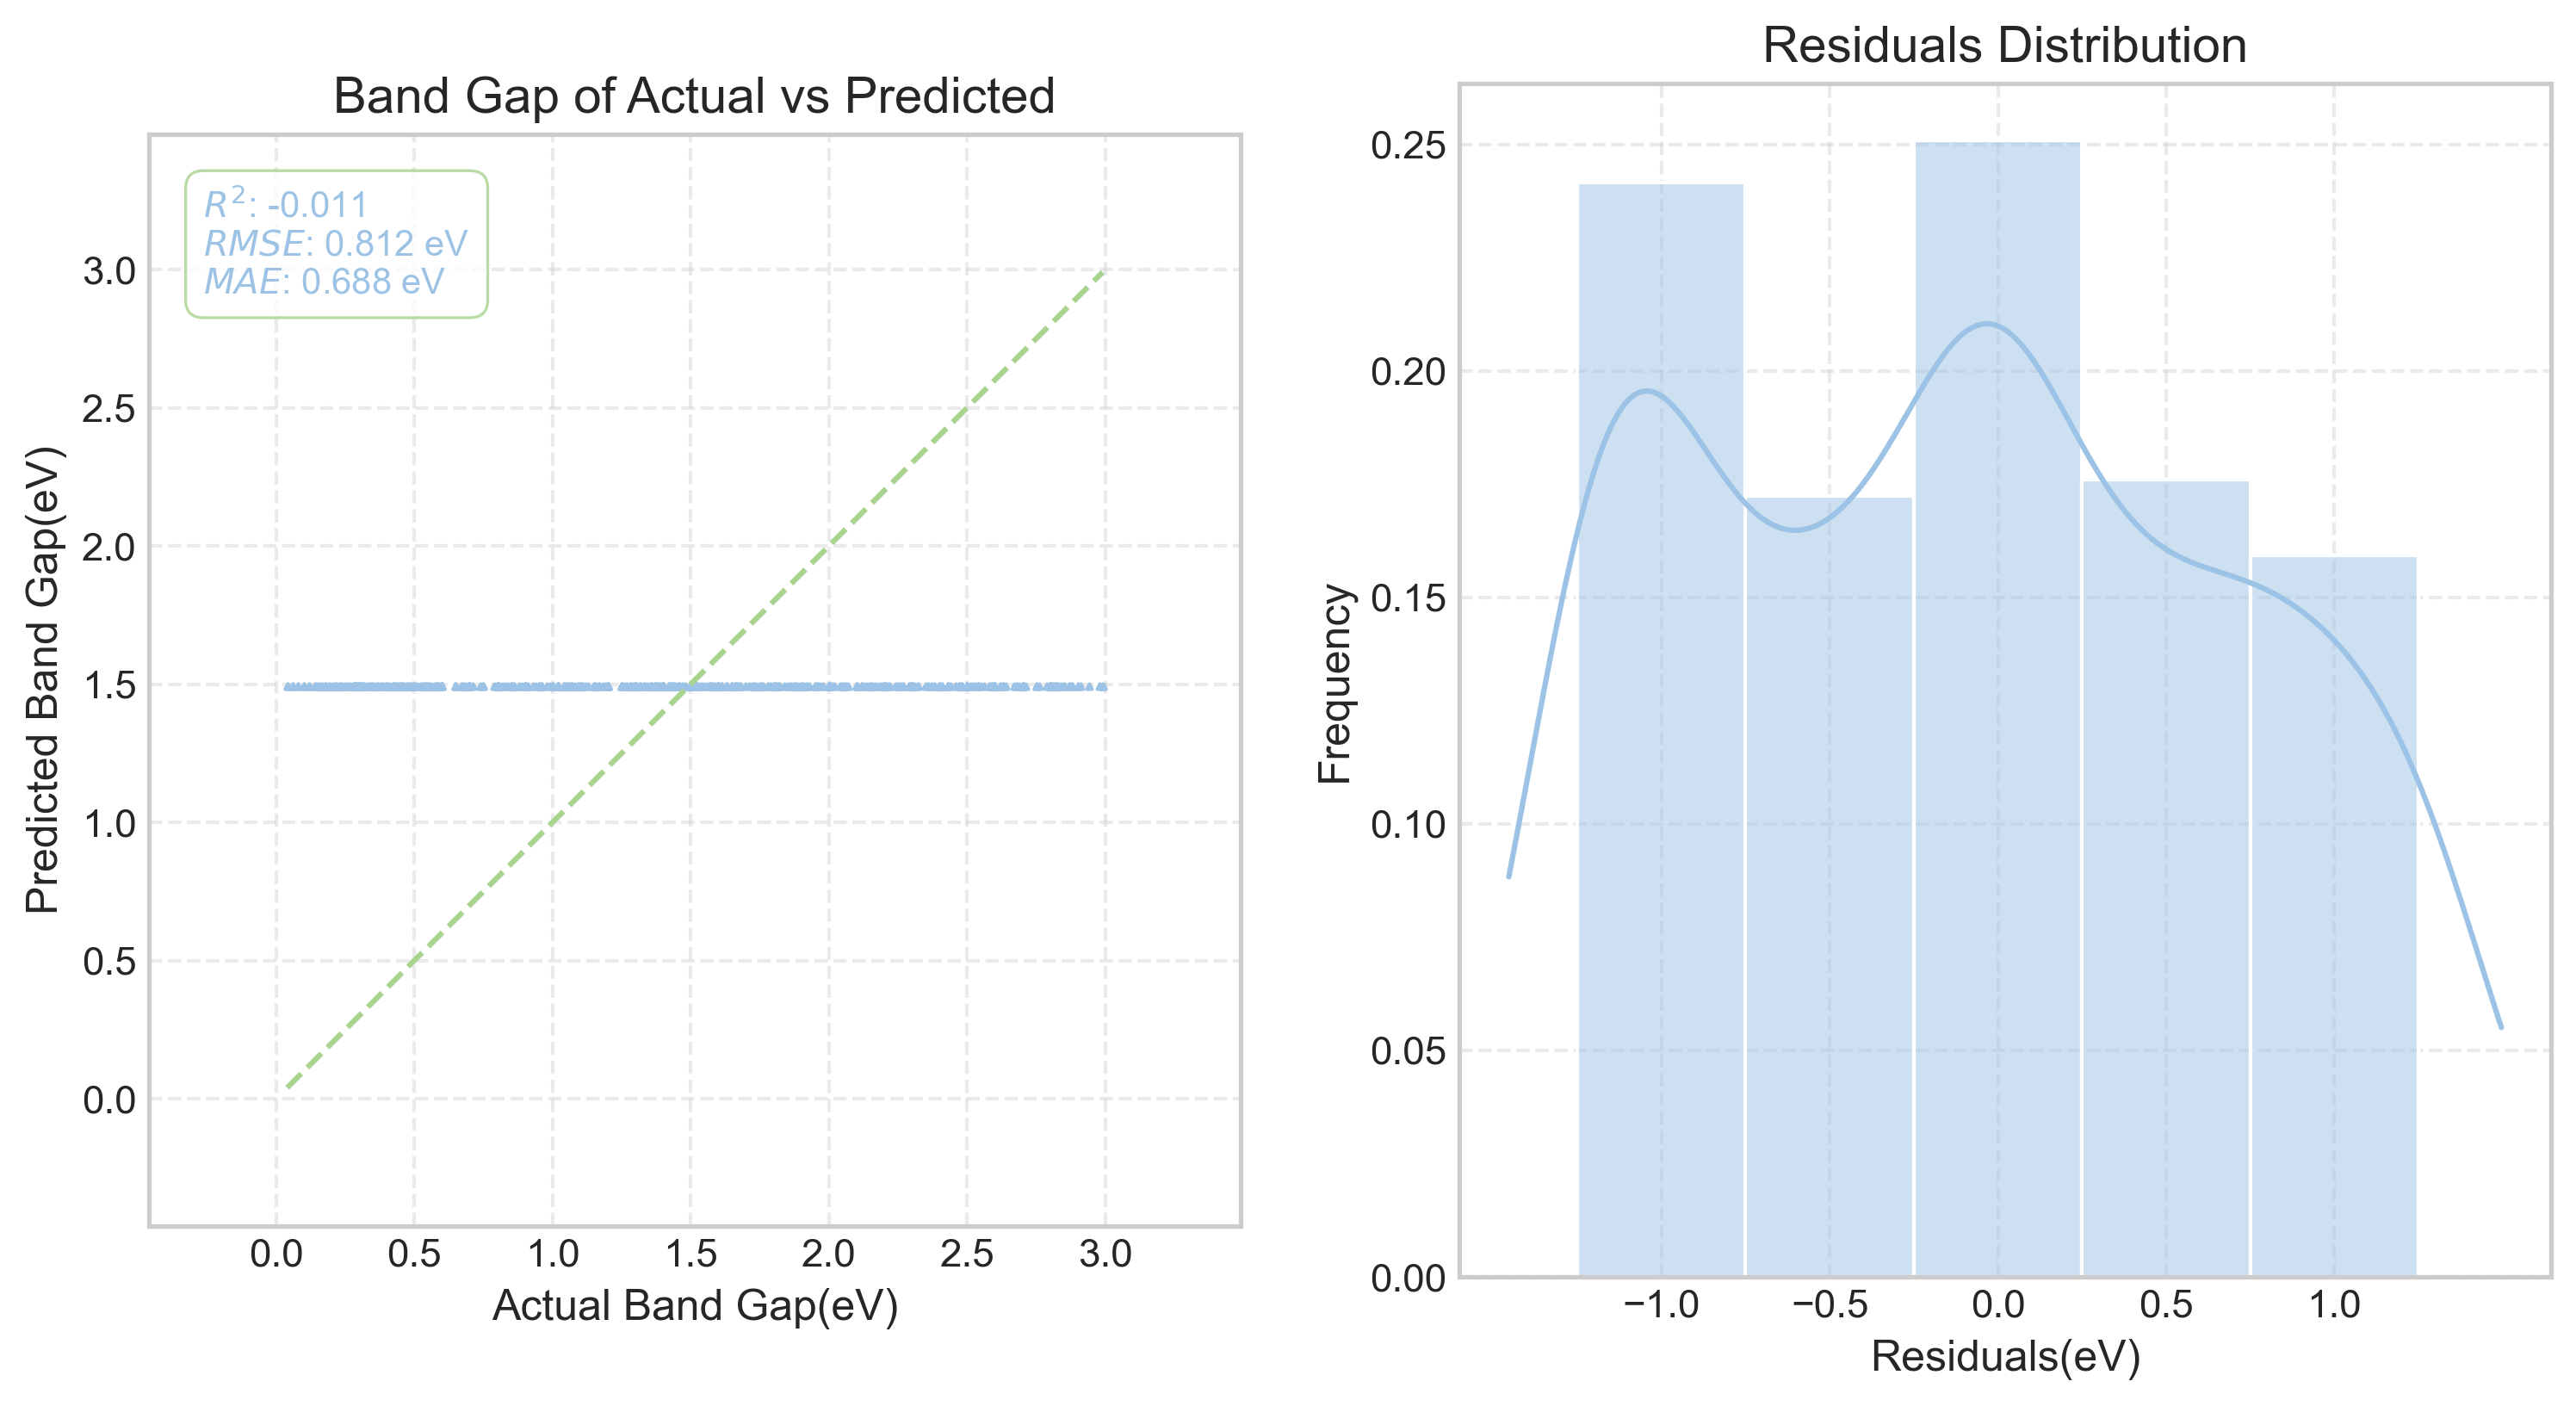 Band Gap of Actual vs Predicted
R²: -0.011
RMSE: 0.812 eV
MAE: 0.688 eV
3.0
2.5
2.0
1.5
1.0
0.5
0.0
Predicted Band Gap(eV)
0.0 0.5 1.0 1.5 2.0 2.5 3.0
Actual Band Gap(eV)
Residuals Distribution
0.25
0.20
0.15
0.10
0.05
0.00
Frequency
−1.0 −0.5 0.0 0.5 1.0
Residuals(eV)